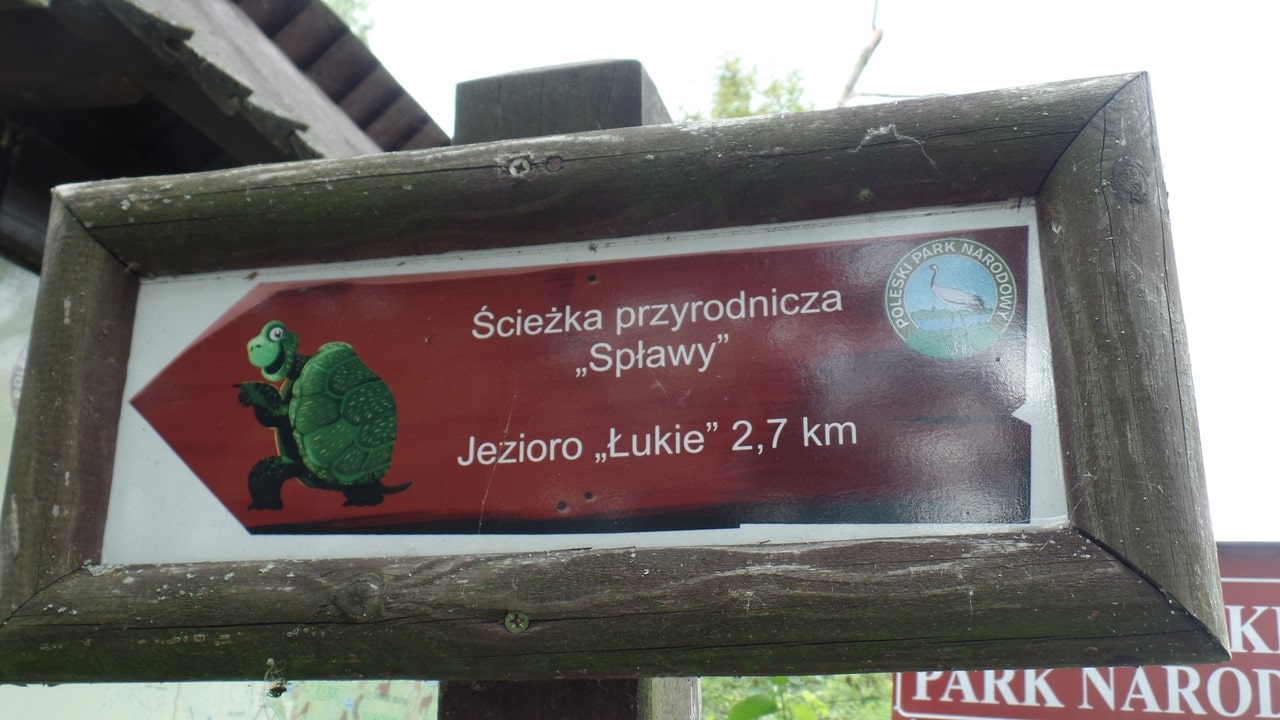 POLESKI PARK NARODOWY
Ścieżka przyrodnicza
„Spławy”
Jezioro „Łukie” 2,7 km
PARK NAROD